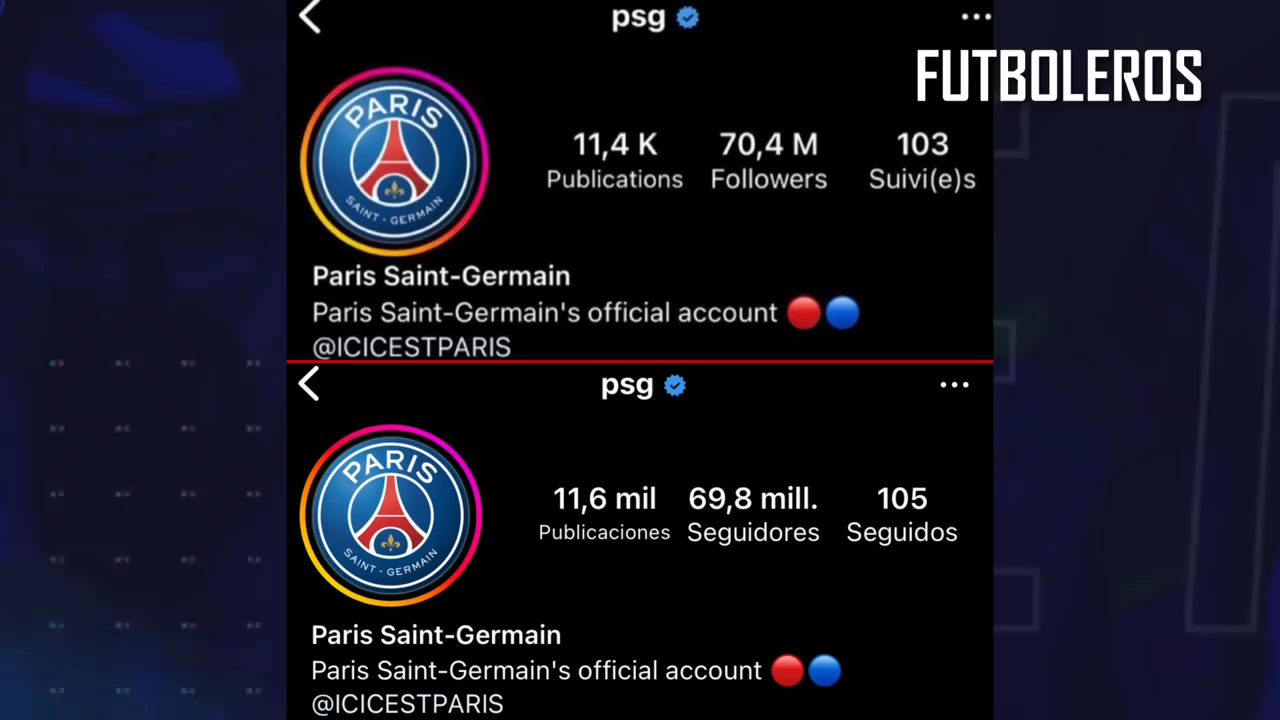 psg
FUTBOLEROS
PARIS
SAINT-GERMAIN
11,4 K 70,4 M 103
Publications Followers Suivi(e)s
Paris Saint-Germain
Paris Saint-Germain's official account 🔴🔵
@ICICESTPARIS
psg
PARIS
SAINT-GERMAIN
11,6 mil 69,8 mill. 105
Publicaciones Seguidores Seguidos
Paris Saint-Germain
Paris Saint-Germain's official account 🔴🔵
@ICICESTPARIS